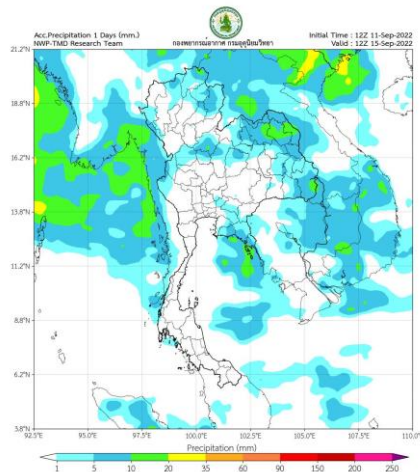 Acc.Precipitation 1 Days (mm.)
NWP-TMD Research Team
กองพยากรณ์อากาศ กรมอุตุนิยมวิทยา
Initial Time : 12Z 11-Sep-2022
Valid : 12Z 15-Sep-2022
21.2°N
18.8°N
16.2°N
13.8°N
11.2°N
8.8°N
6.2°N
3.8°N
92.5°E 95.0°E 97.5°E 100.0°E 102.5°E 105.0°E 107.5°E 110.0°E
Precipitation (mm)
1 5 10 20 35 60 90 150 200 250